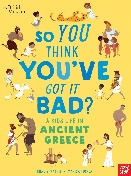 SO YOU
THINK
YOU'VE
GOT IT
BAD?
A KID'S LIFE IN
ANCIENT
GREECE